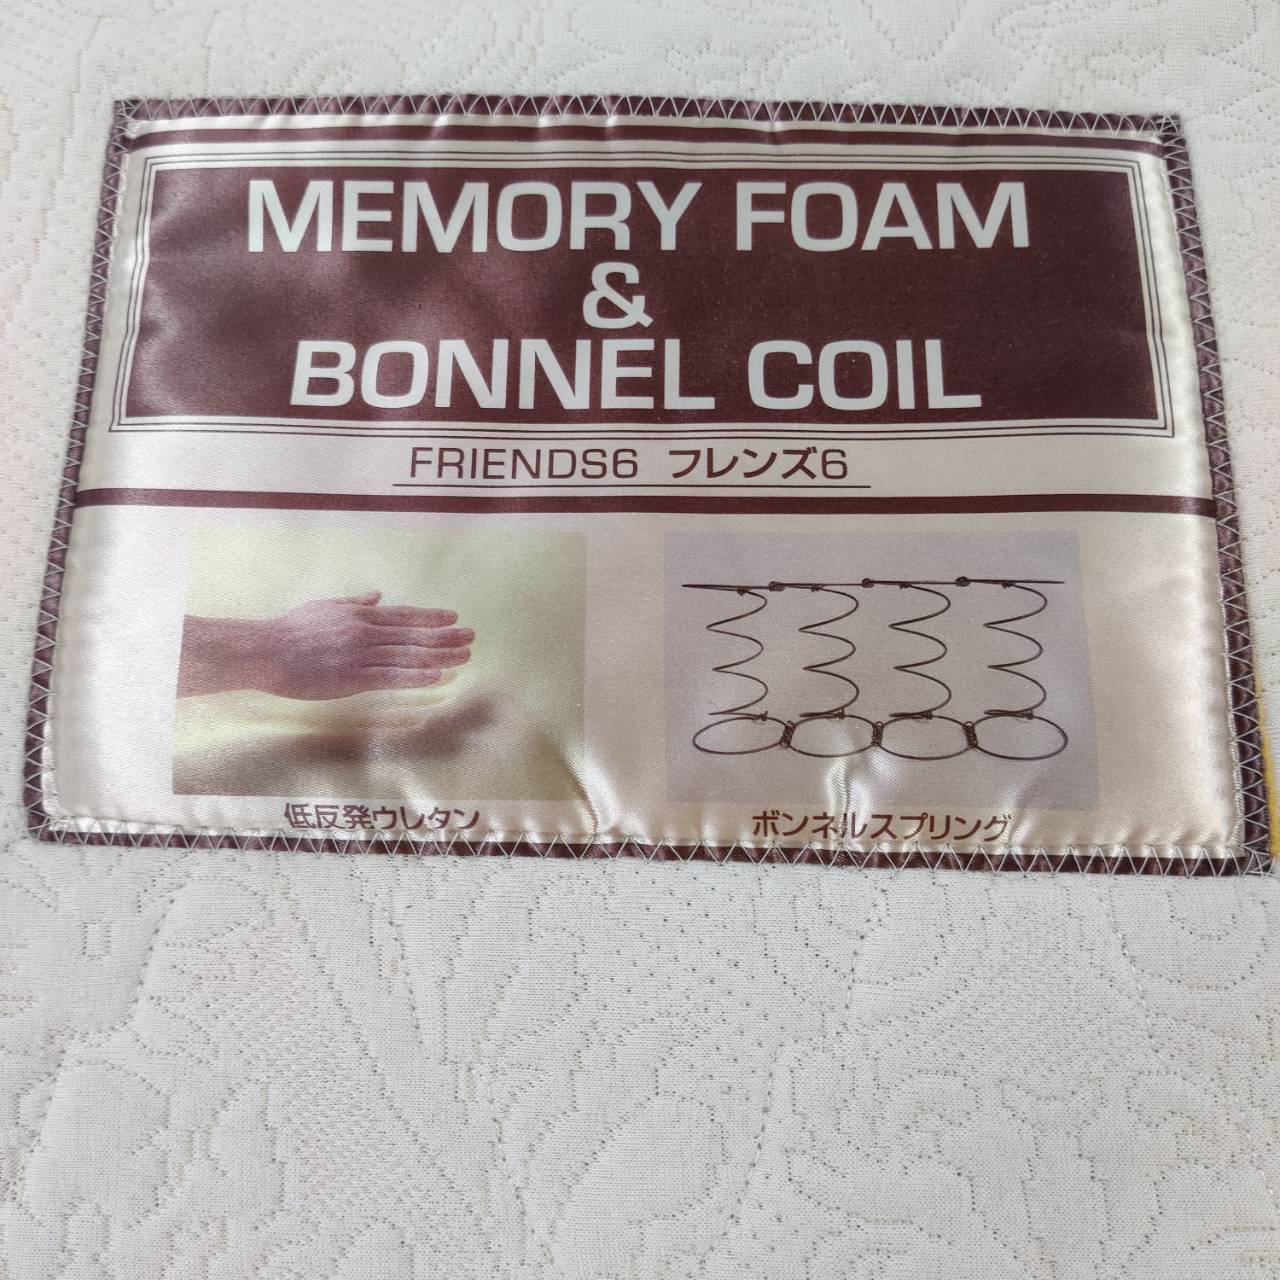 MEMORY FOAM
&
BONNEL COIL
FRIENDS6 フレンズ6
低反発ウレタン
ボンネルスプリング